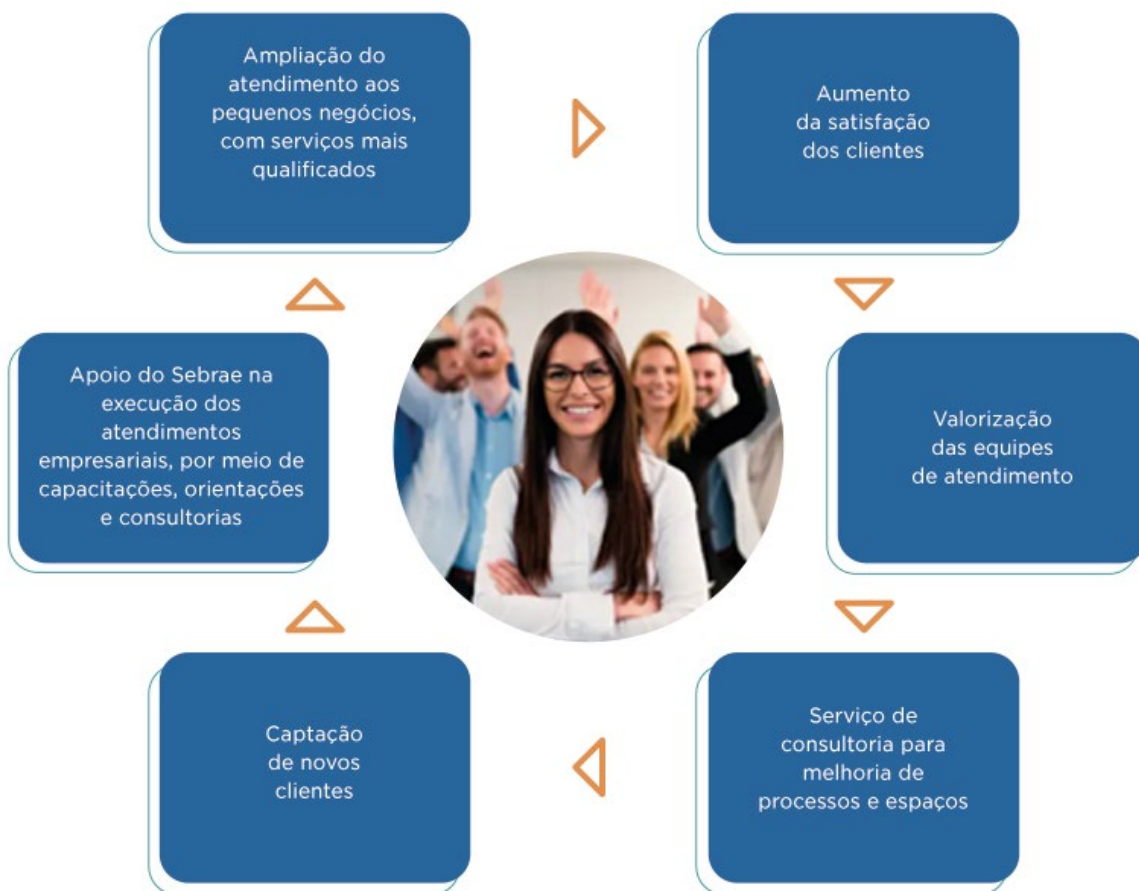 Ampliação do
atendimento aos
pequenos negócios,
com serviços mais
qualificados
Aumento
da satisfação
dos clientes
Valorização
das equipes
de atendimento
Serviço de
consultoria para
melhoria de
processos e espaços
Captação
de novos
clientes
Apoio do Sebrae na
execução dos
atendimentos
empresariais, por meio de
capacitações, orientações
e consultorias